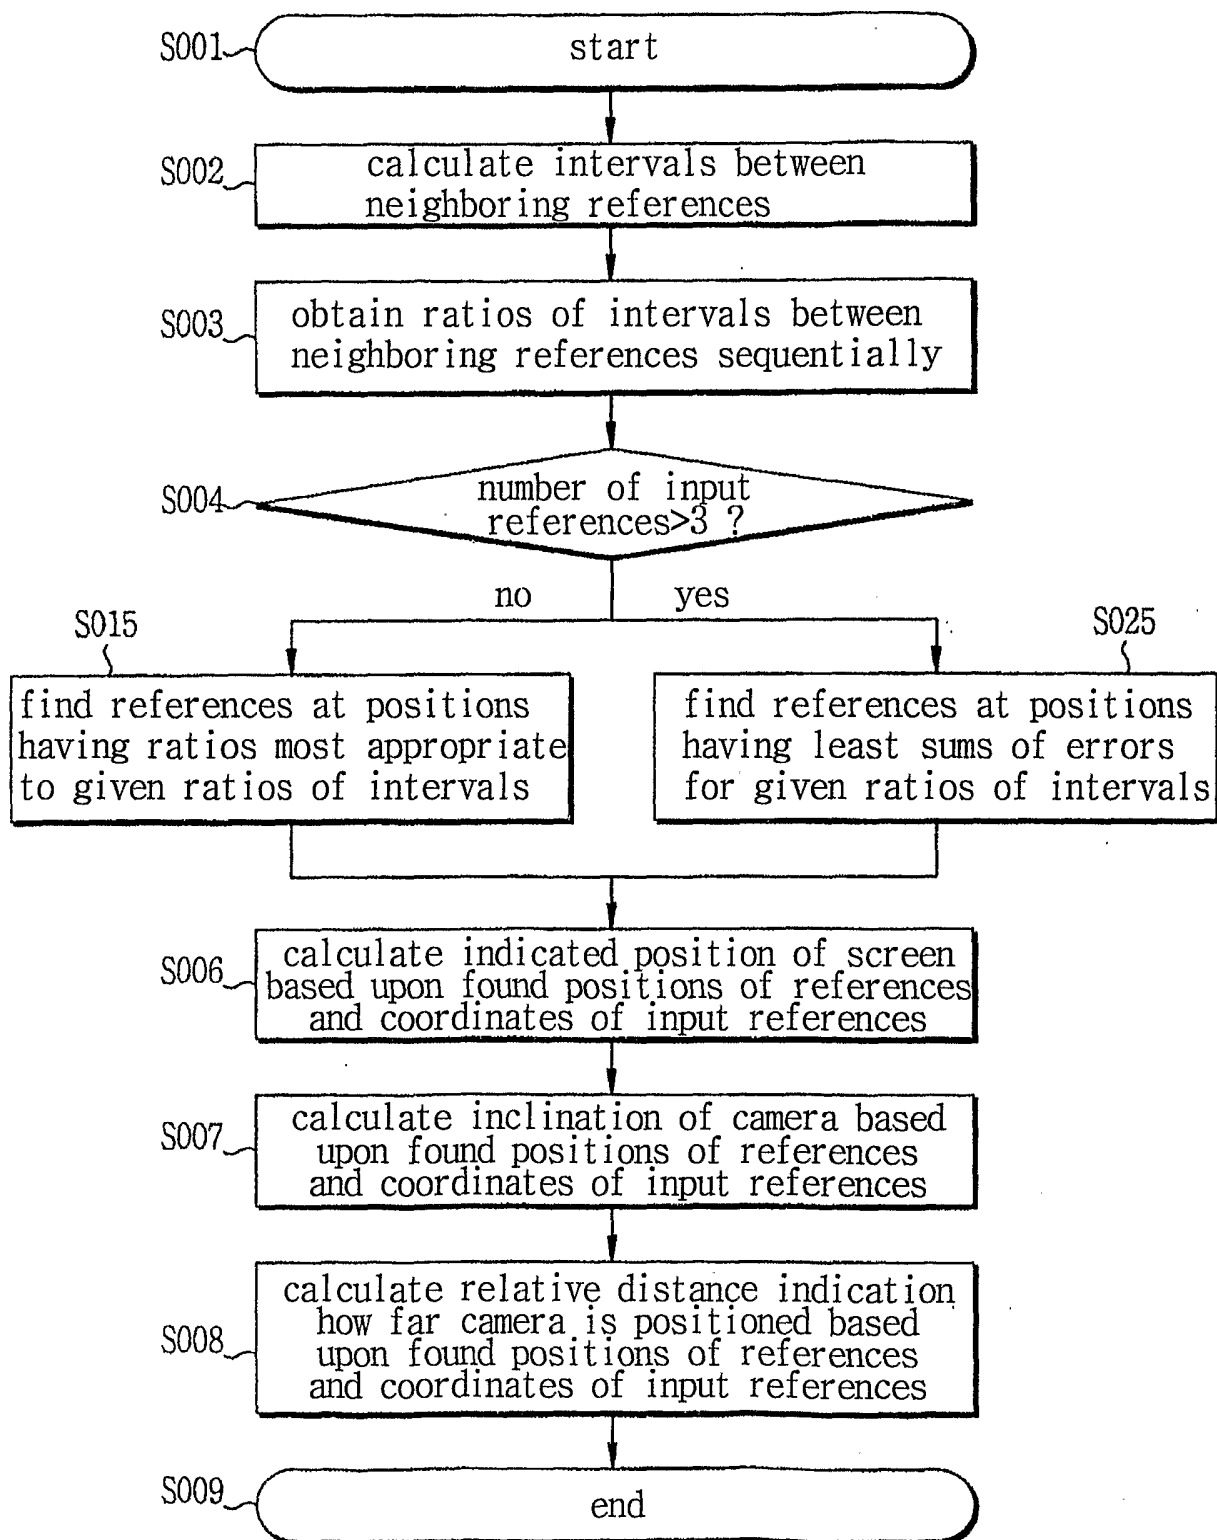 S001
start
S002
calculate intervals between
neighboring references
S003
obtain ratios of intervals between
neighboring references sequentially
S004
number of input
references>3 ?
no
yes
S015
find references at positions
having ratios most appropriate
to given ratios of intervals
S025
find references at positions
having least sums of errors
for given ratios of intervals
S006
calculate indicated position of screen
based upon found positions of references
and coordinates of input references
S007
calculate inclination of camera based
upon found positions of references
and coordinates of input references
S008
calculate relative distance indication
how far camera is positioned based
upon found positions of references
and coordinates of input references
S009
end